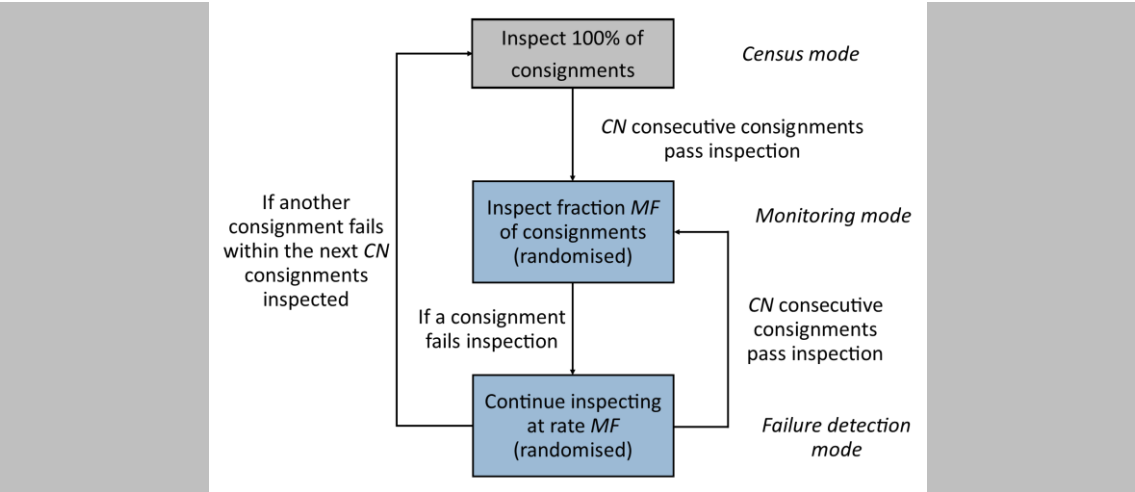 Inspect 100% of
consignments
Census mode
CN consecutive consignments
pass inspection
If another
consignment fails
within the next CN
consignments
inspected
Inspect fraction MF
of consignments
(randomised)
Monitoring mode
If a consignment
fails inspection
CN consecutive
consignments
pass inspection
Continue inspecting
at rate MF
(randomised)
Failure detection
mode